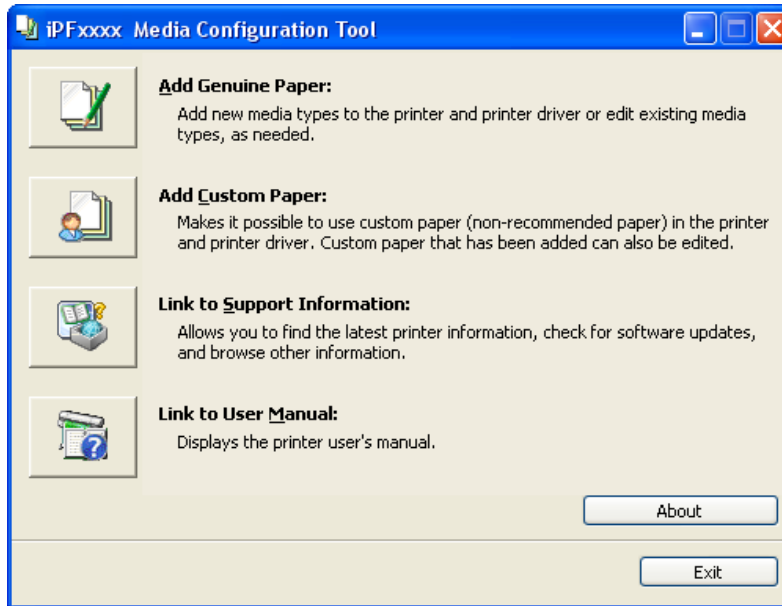 iPFxxxx Media Configuration Tool
Add Genuine Paper:
Add new media types to the printer and printer driver or edit existing media
types, as needed.
Add Custom Paper:
Makes it possible to use custom paper (non-recommended paper) in the printer
and printer driver. Custom paper that has been added can also be edited.
Link to Support Information:
Allows you to find the latest printer information, check for software updates,
and browse other information.
Link to User Manual:
Displays the printer user's manual.
About
Exit